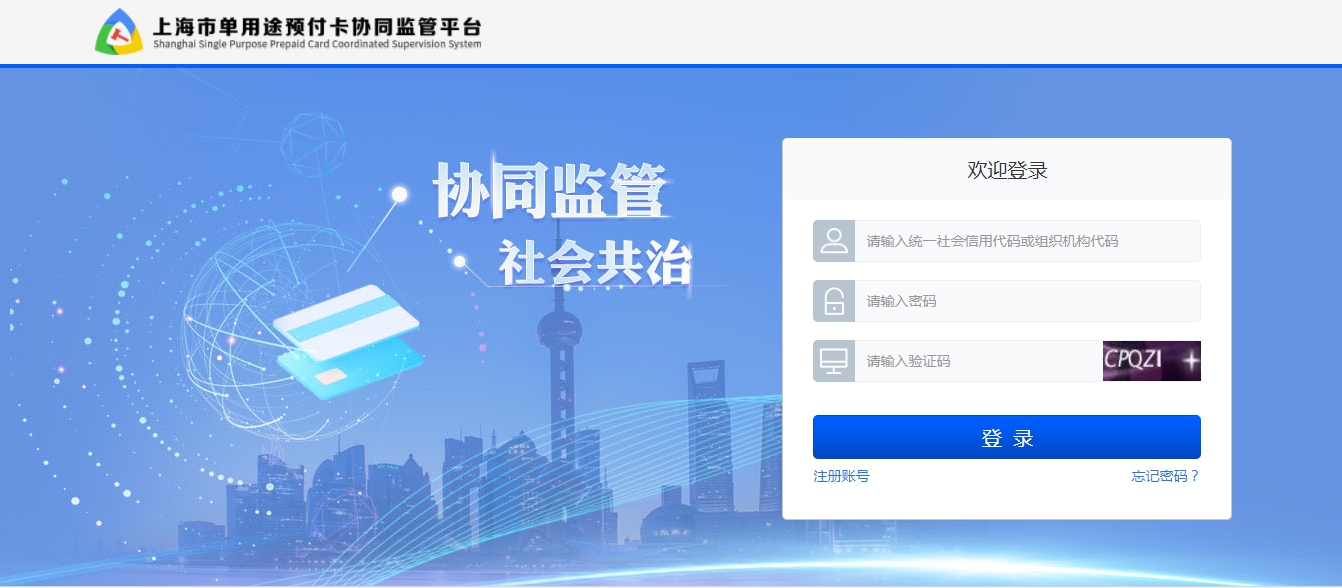 上海市单用途预付卡协同监管平台
Shanghai Single Purpose Prepaid Card Coordinated Supervision System
协同监管
社会共治
欢迎登录
请输入统一社会信用代码或组织机构代码
请输入密码
请输入验证码
CPQZI
登 录
注册账号
忘记密码？